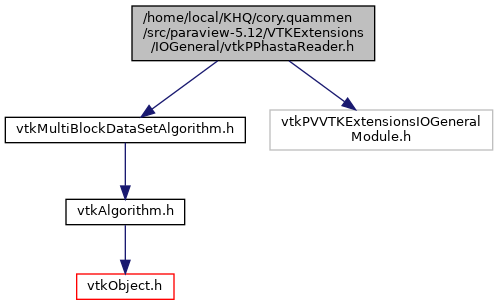 /home/local/KHQ/cory.quammen
/src/paraview-5.12/VTKExtensions
/IOGeneral/vtkPPhastaReader.h
vtkMultiBlockDataSetAlgorithm.h
vtkPVVTKExtensionsIOGeneral
Module.h
vtkAlgorithm.h
vtkObject.h